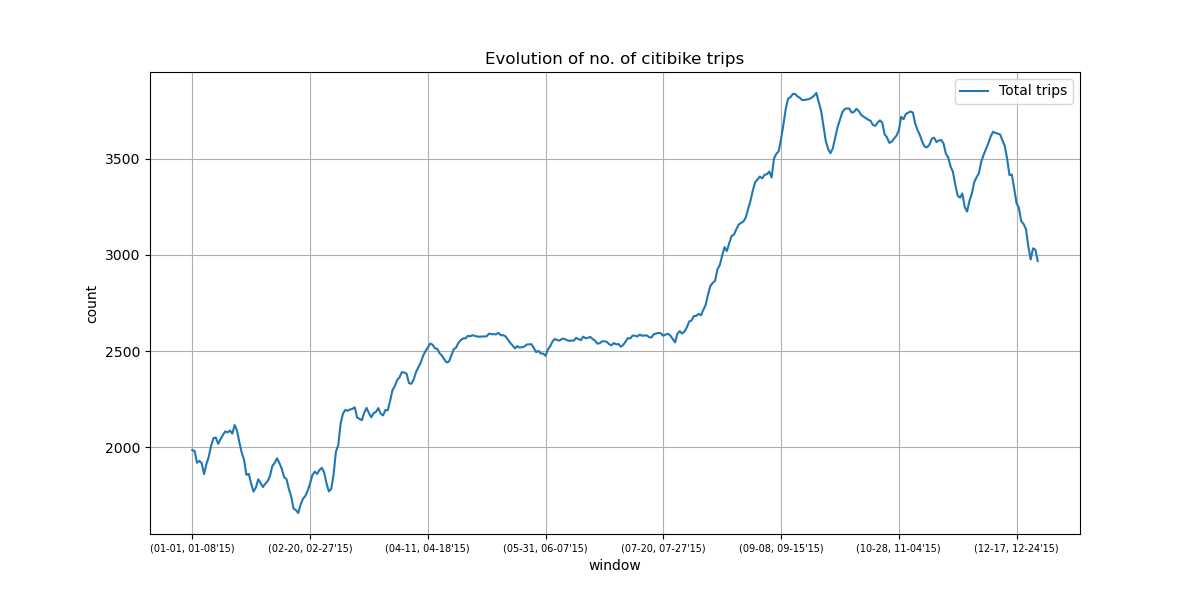 Evolution of no. of citibike trips
Total trips
3500
3000
2500
2000
count
(01-01, 01-08'15) (02-20, 02-27'15) (04-11, 04-18'15) (05-31, 06-07'15) (07-20, 07-27'15) (09-08, 09-15'15) (10-28, 11-04'15) (12-17, 12-24'15)
window